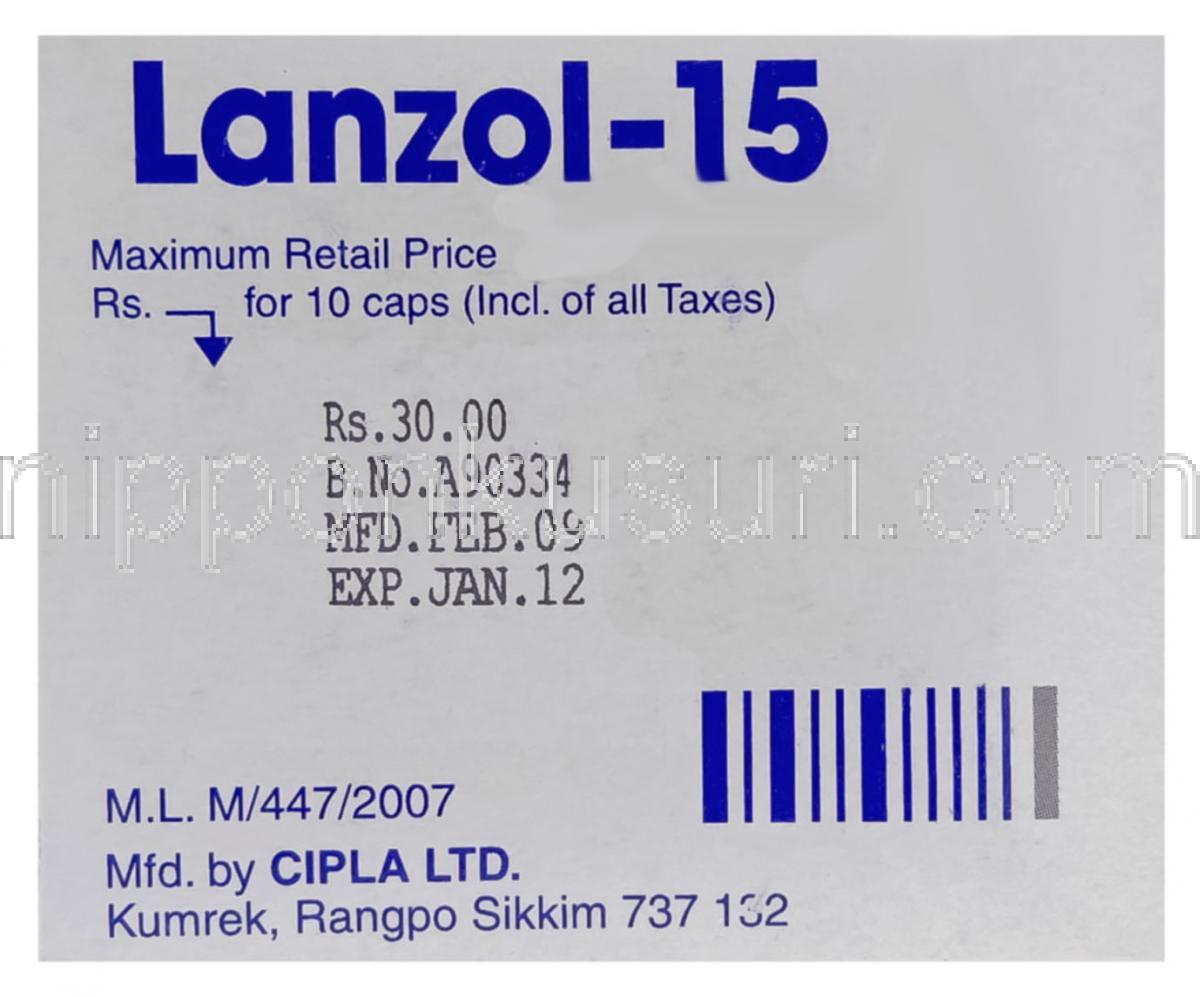 Lanzol-15
Maximum Retail Price
Rs. for 10 caps (Incl. of all Taxes)
Rs.30.00
B.No.A90334
MFD.FEB.09
EXP.JAN.12
nipponkusuri.com
M.L. M/447/2007
Mfd. by CIPLA LTD.
Kumrek, Rangpo Sikkim 737 132